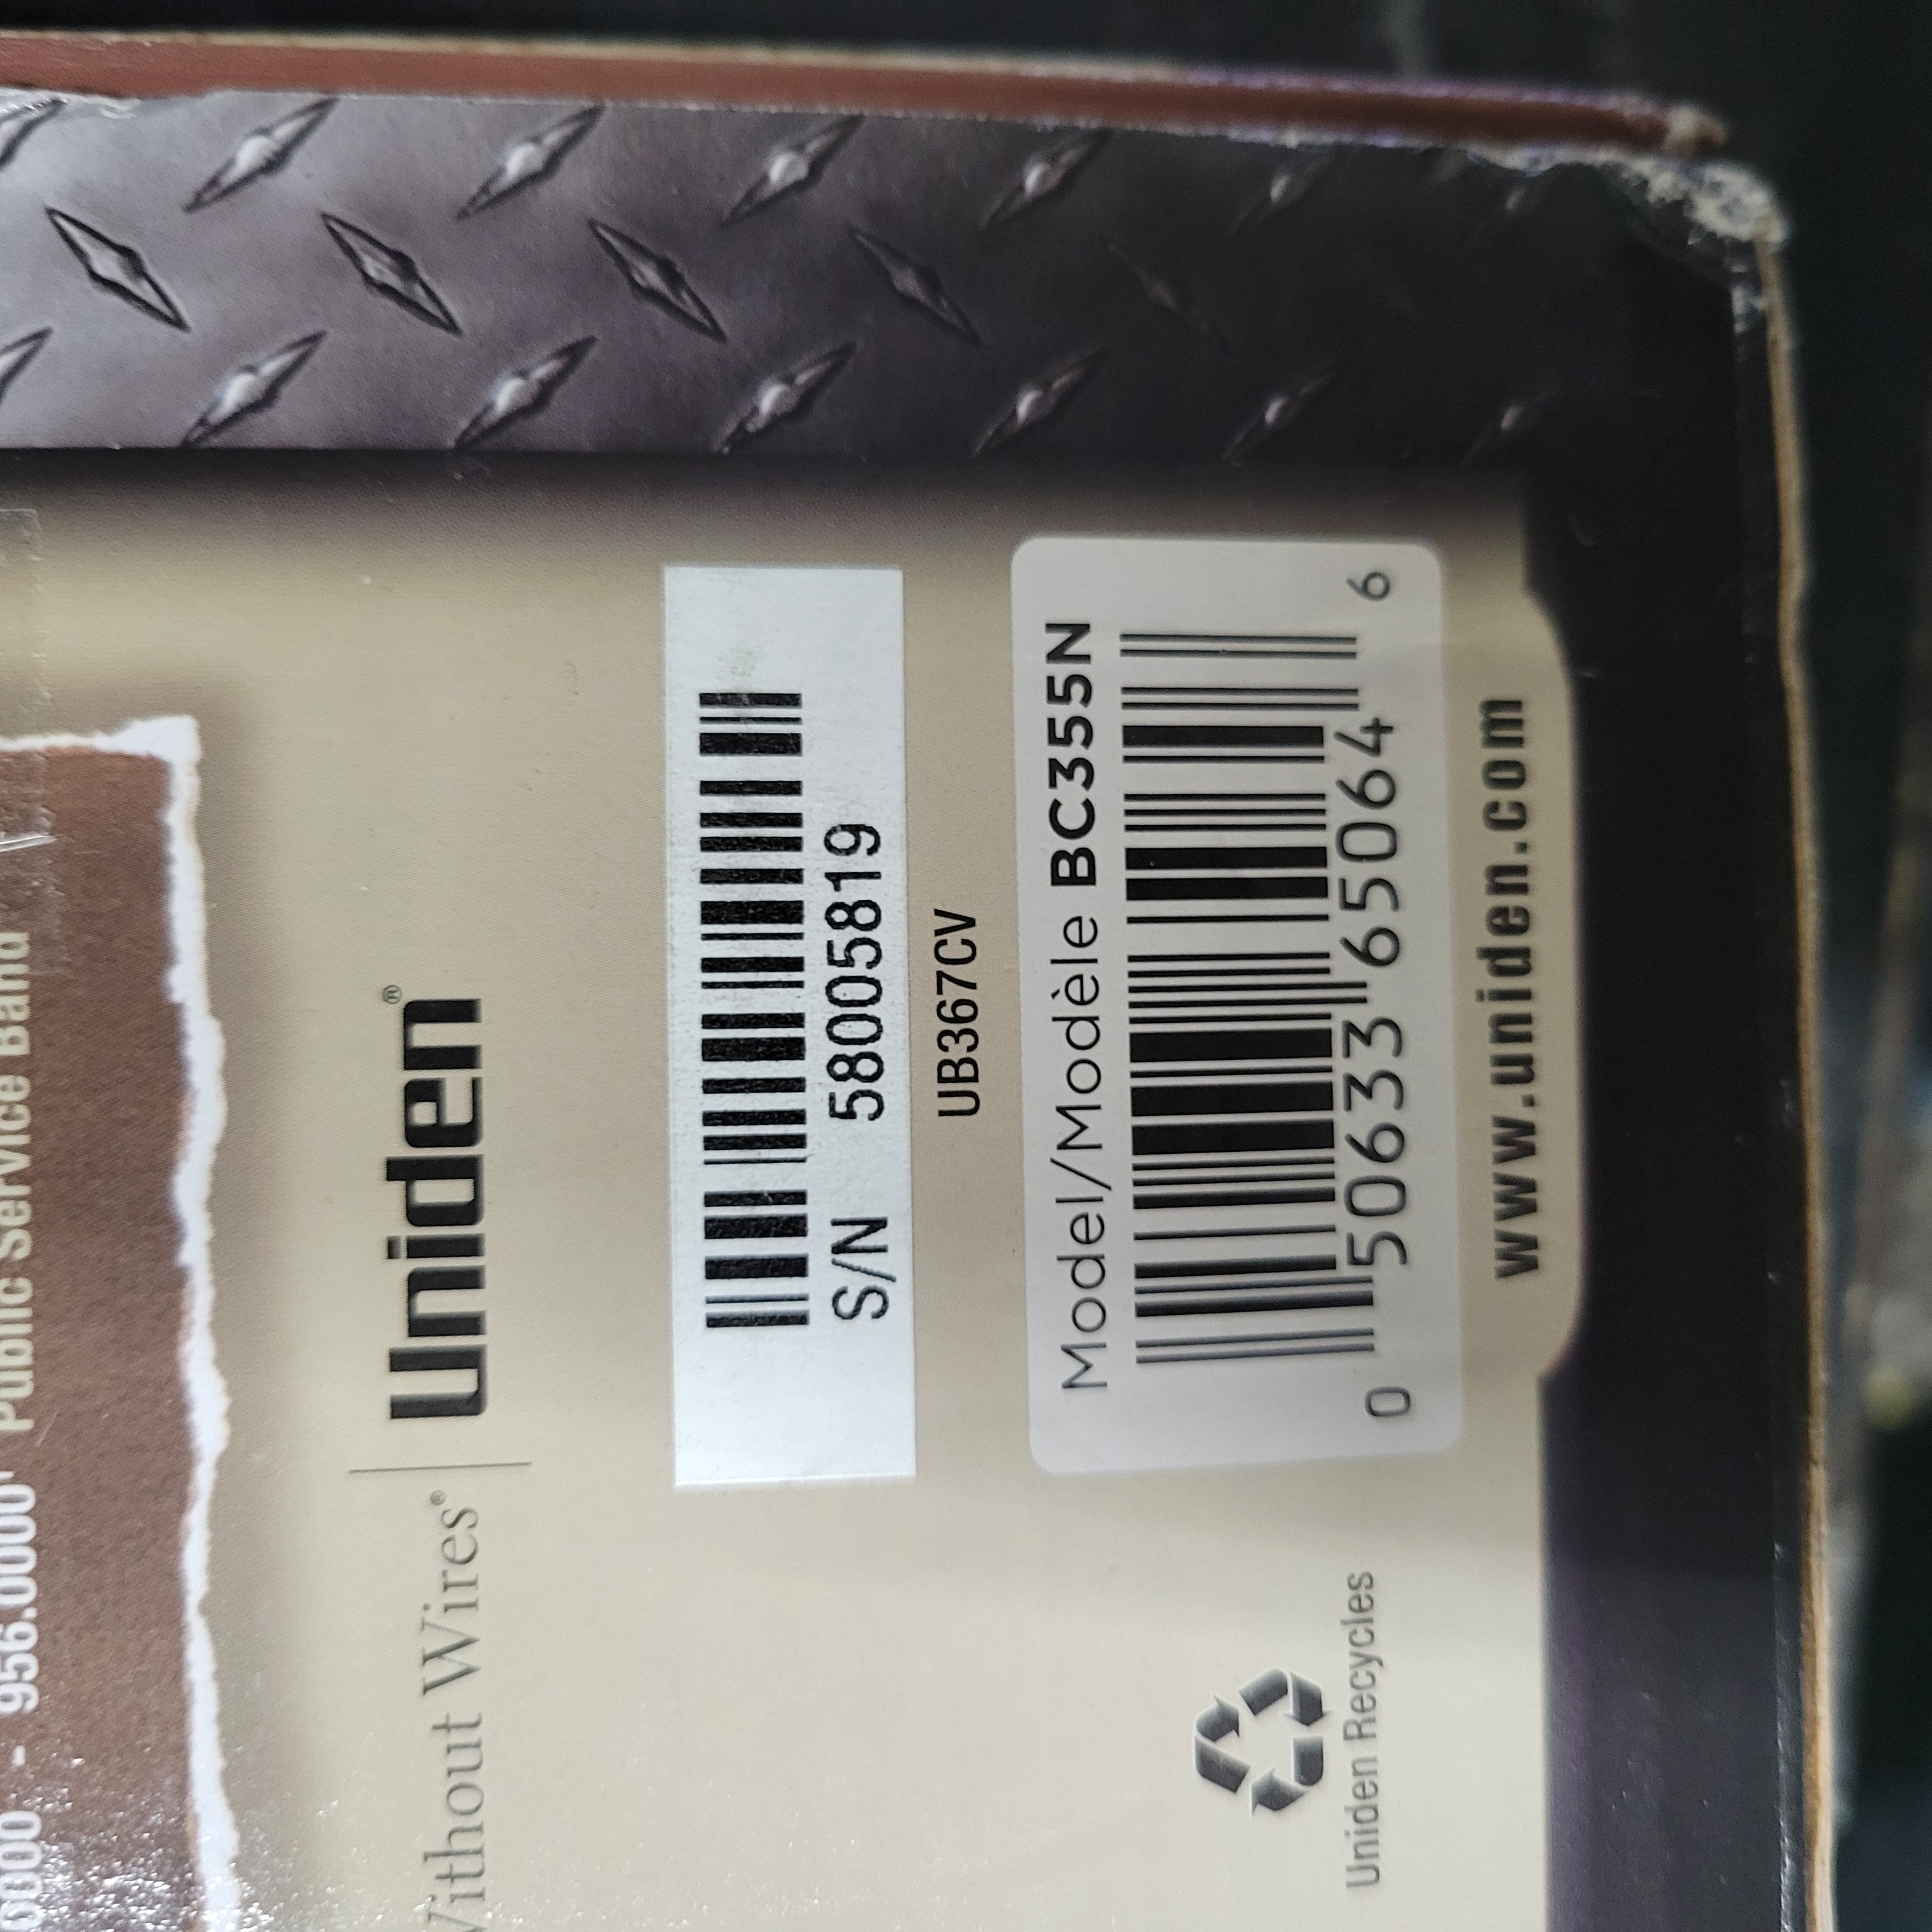 6000 - 956.0000 Public Service Band
Without Wires® | Uniden®
S/N 58005819
UB367CV
Model/Modèle BC355N
0 50633 65064 6
www.uniden.com
Uniden Recycles